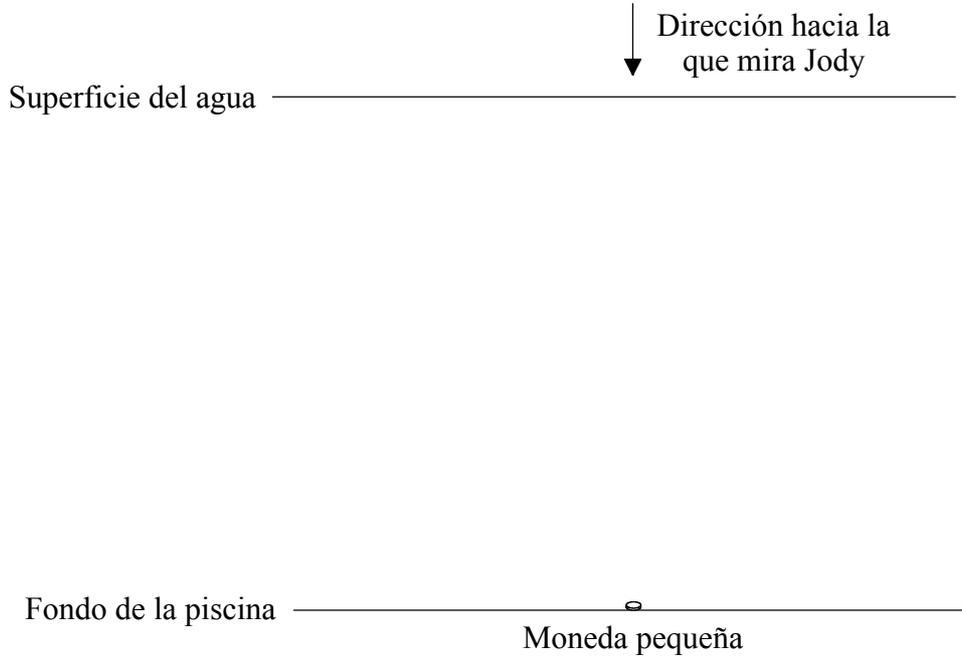 Dirección hacia la
que mira Jody
Superficie del agua
Fondo de la piscina
Moneda pequeña